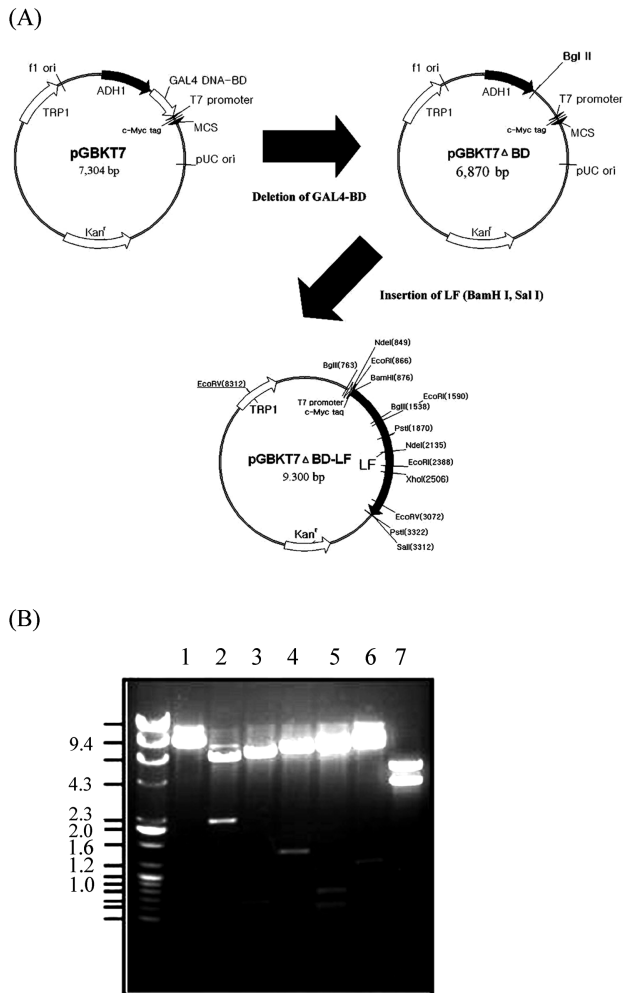 (A)
f1 ori
ADH1
GAL4 DNA-BD
TRP1
T7 promoter
c-Myc tag
MCS
pGBKT7
7,304 bp
pUC ori
Kanr
Deletion of GAL4-BD
Bgl II
f1 ori
ADH1
TRP1
T7 promoter
c-Myc tag
MCS
pGBKT7 △ BD
6,870 bp
pUC ori
Kanr
Insertion of LF (BamH I, Sal I)
NdeI(849)
BglII(763)
EcoRI(866)
BamHI(876)
EcoRV(8312)
TRP1
T7 promoter
c-Myc taq
EcoRI(1590)
BglII(1538)
PstI(1870)
NdeI(2135)
pGBKT7 △ BD-LF
LF
EcoRI(2388)
9.300 bp
XhoI(2506)
EcoRV(3072)
Kanr
PstI(3322)
SalI(3312)
(B)
1 2 3 4 5 6 7
9.4
4.3
2.3
2.0
1.6
1.2
1.0